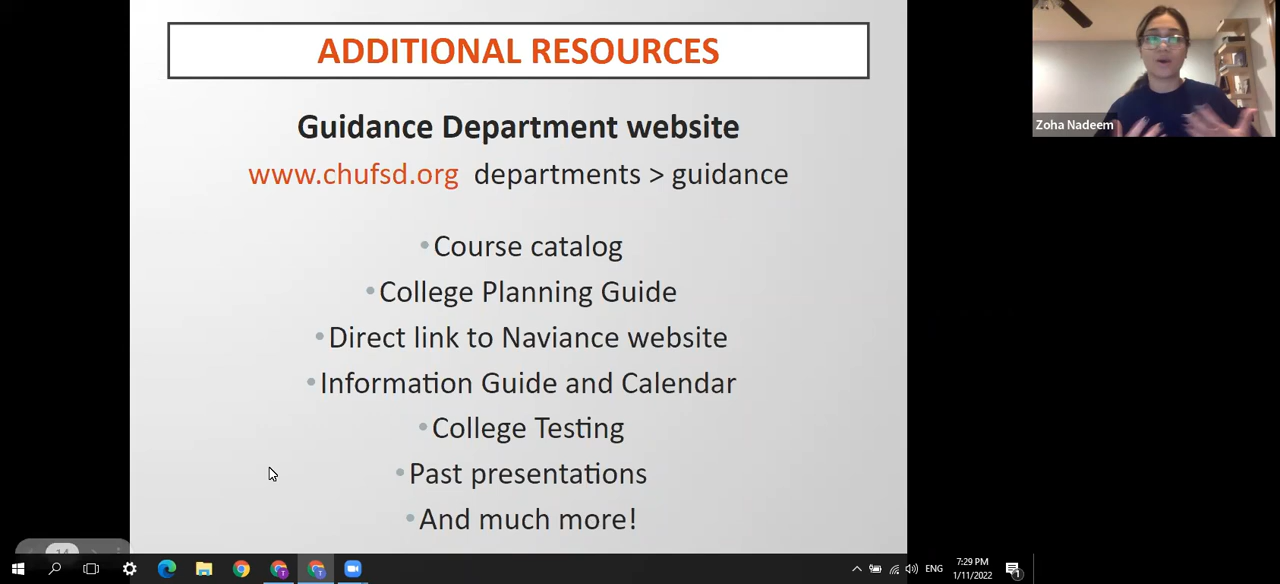 ADDITIONAL RESOURCES
Guidance Department website
www.chufsd.org departments > guidance
• Course catalog
• College Planning Guide
• Direct link to Naviance website
• Information Guide and Calendar
• College Testing
• Past presentations
• And much more!
Zoha Nadeem
14
ENG
7:29 PM
1/11/2022
1